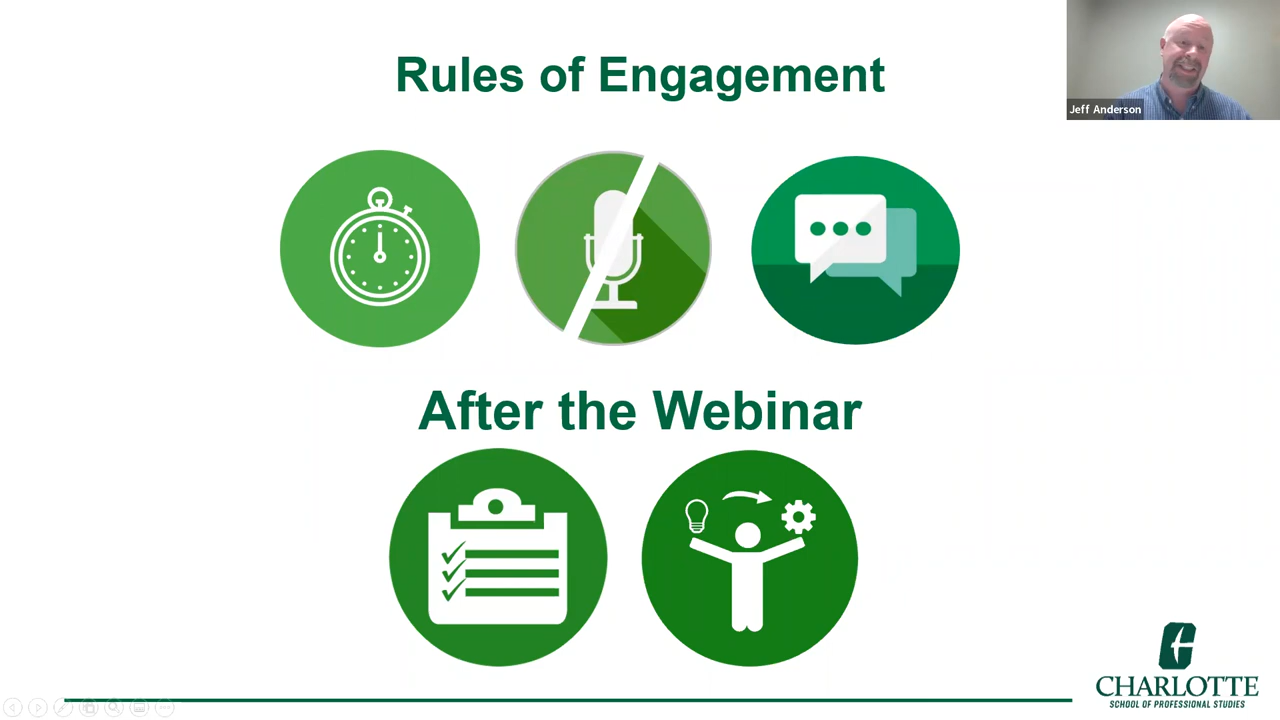 Rules of Engagement
Jeff Anderson
After the Webinar
CHARLOTTE
SCHOOL OF PROFESSIONAL STUDIES